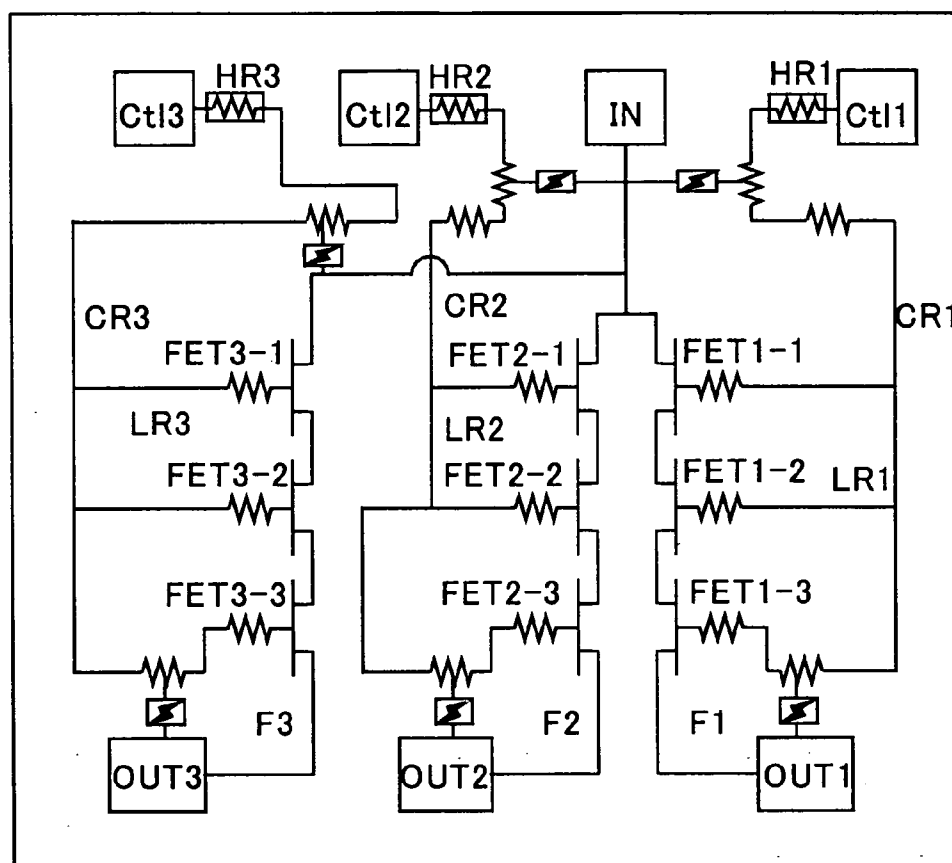 HR3
HR2
HR1
Ctl3
Ctl2
IN
Ctl1
CR3
CR2
CR1
FET3-1
FET2-1
FET1-1
LR3
LR2
FET3-2
FET2-2
FET1-2
LR1
FET3-3
FET2-3
FET1-3
F3
F2
F1
OUT3
OUT2
OUT1